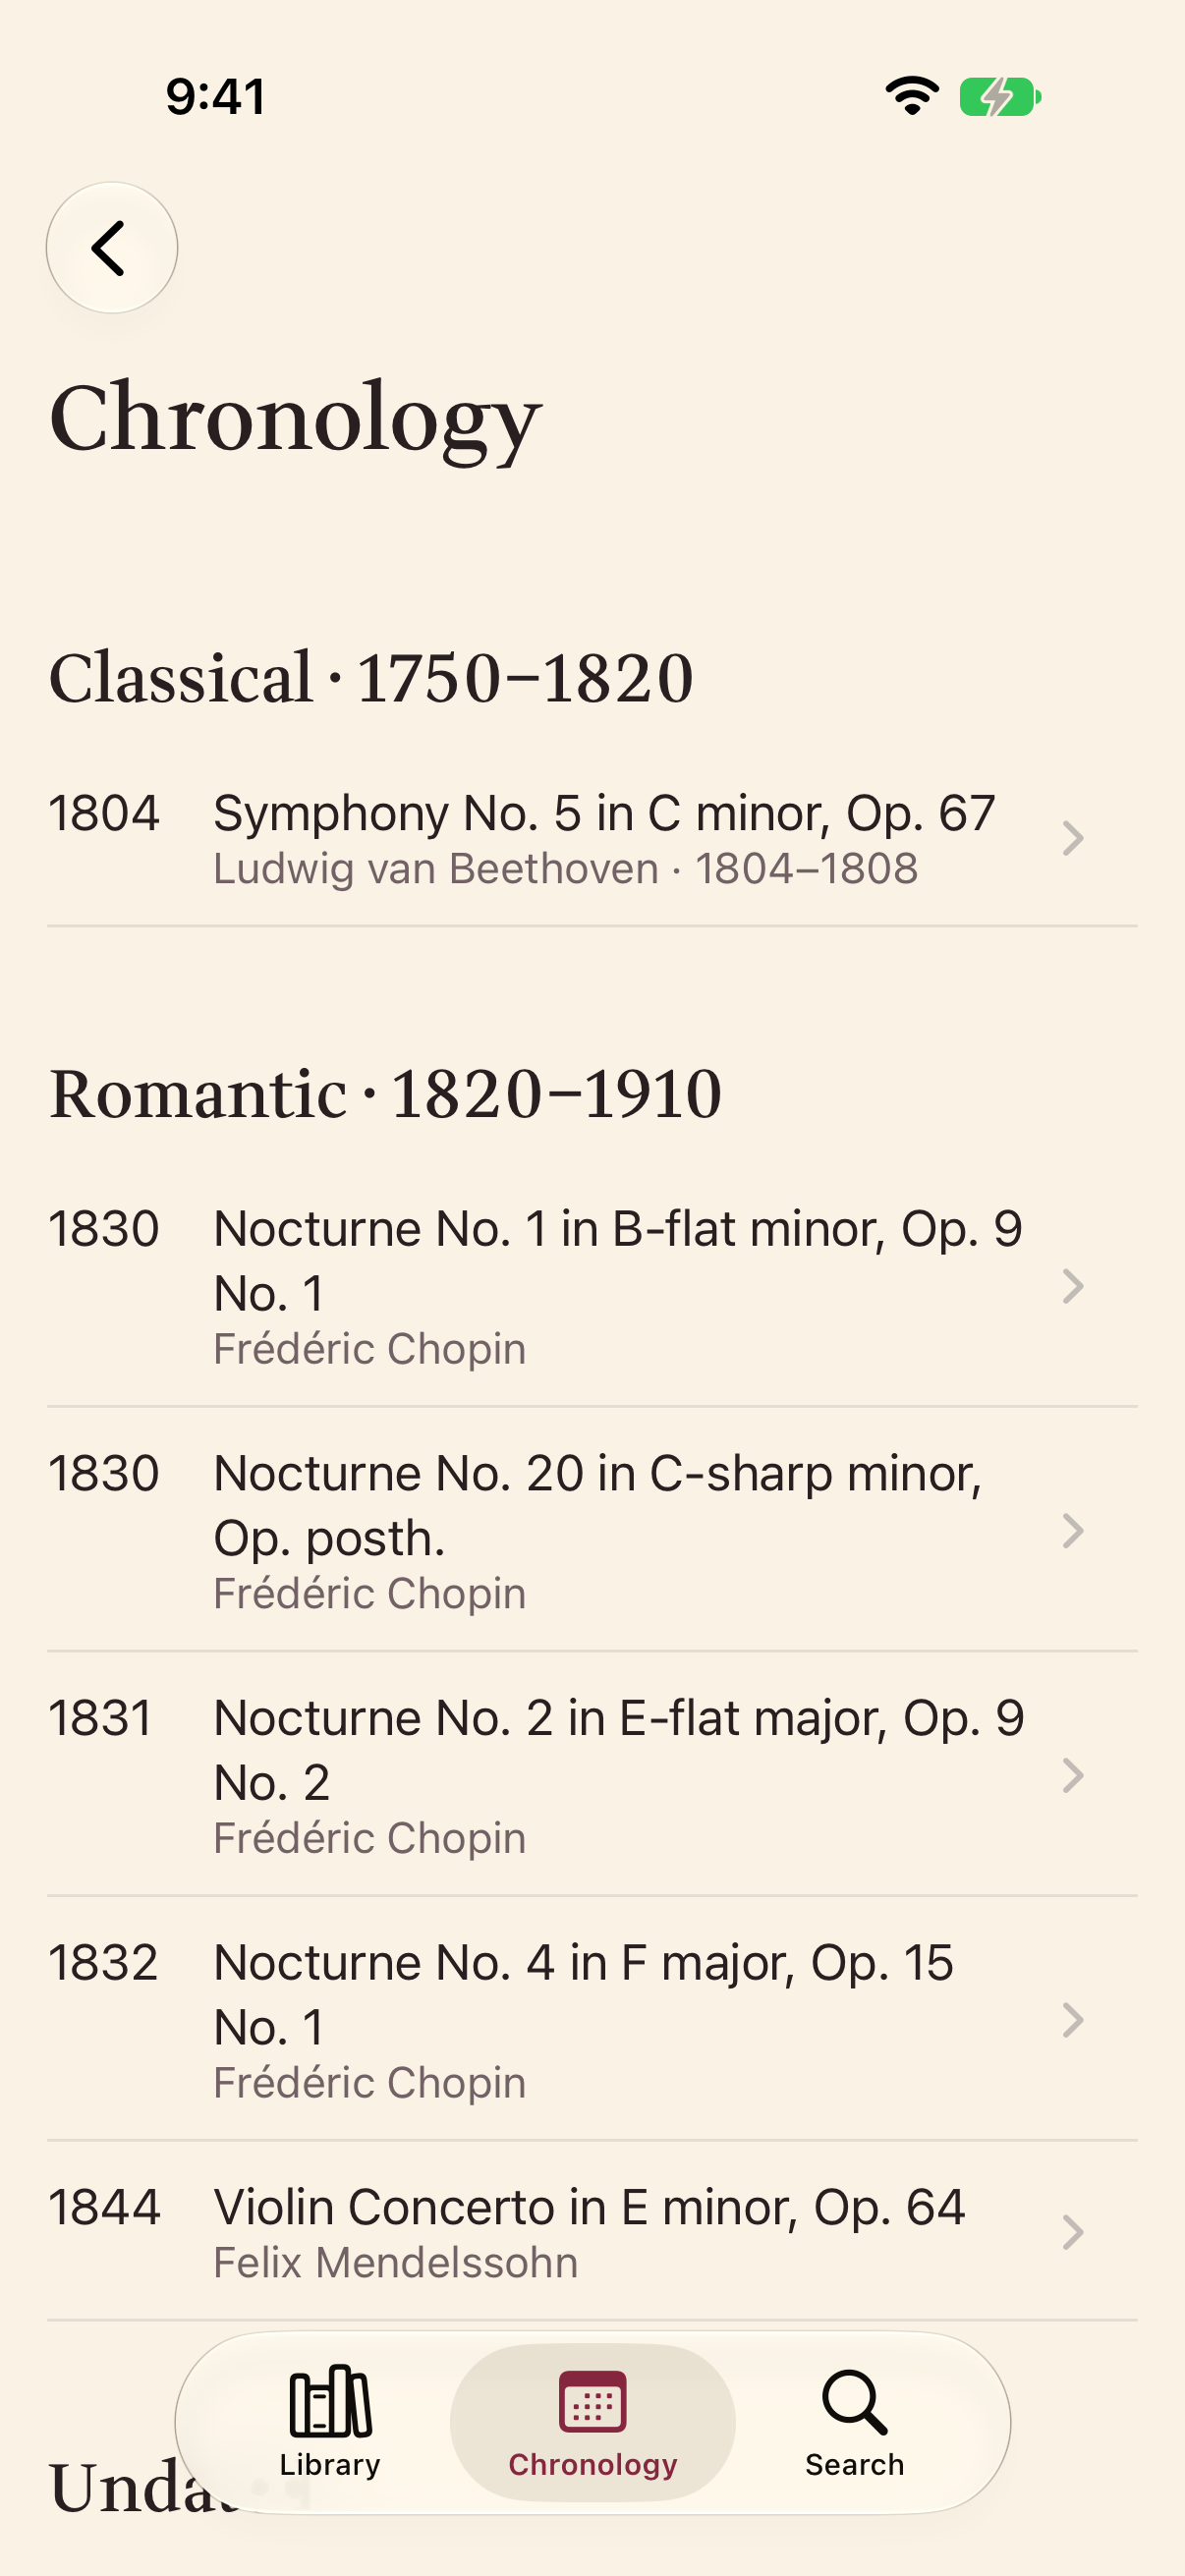 9:41
Chronology
Classical · 1750–1820
1804 Symphony No. 5 in C minor, Op. 67
Ludwig van Beethoven · 1804–1808
Romantic · 1820–1910
1830 Nocturne No. 1 in B-flat minor, Op. 9
No. 1
Frédéric Chopin
1830 Nocturne No. 20 in C-sharp minor,
Op. posth.
Frédéric Chopin
1831 Nocturne No. 2 in E-flat major, Op. 9
No. 2
Frédéric Chopin
1832 Nocturne No. 4 in F major, Op. 15
No. 1
Frédéric Chopin
1844 Violin Concerto in E minor, Op. 64
Felix Mendelssohn
Library Chronology Search